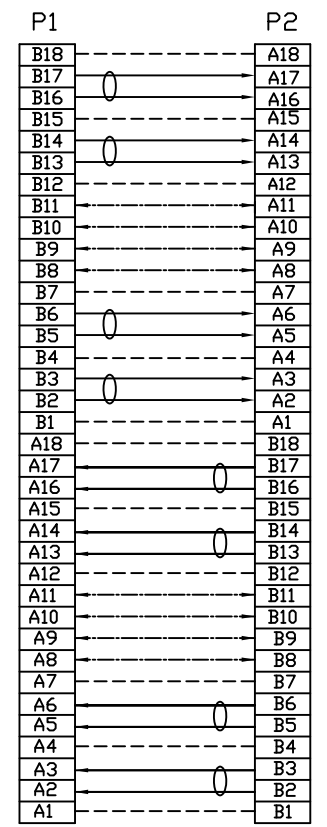 P1 P2
B18 A18
B17 A17
B16 A16
B15 A15
B14 A14
B13 A13
B12 A12
B11 A11
B10 A10
B9 A9
B8 A8
B7 A7
B6 A6
B5 A5
B4 A4
B3 A3
B2 A2
B1 A1
A18 B18
A17 B17
A16 B16
A15 B15
A14 B14
A13 B13
A12 B12
A11 B11
A10 B10
A9 B9
A8 B8
A7 B7
A6 B6
A5 B5
A4 B4
A3 B3
A2 B2
A1 B1